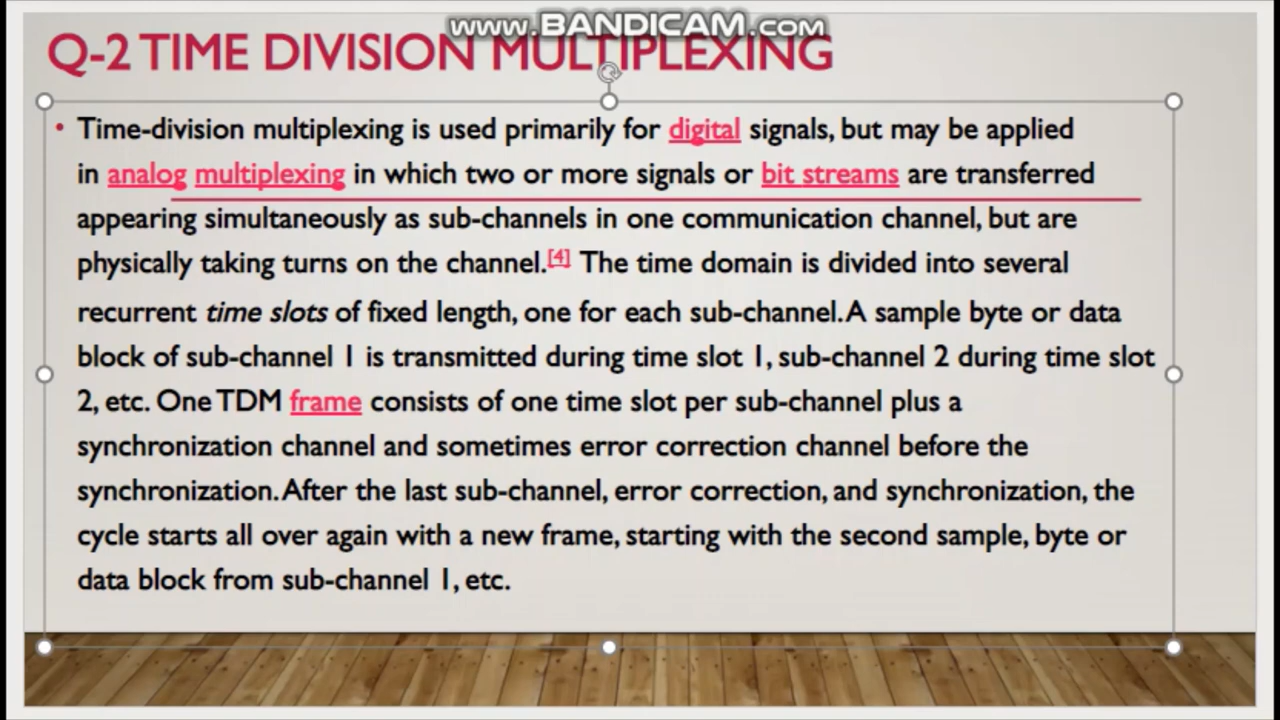 www.BANDICAM.com
Q-2 TIME DIVISION MULTIPLEXING
• Time-division multiplexing is used primarily for digital signals, but may be applied
in analog multiplexing in which two or more signals or bit streams are transferred
appearing simultaneously as sub-channels in one communication channel, but are
physically taking turns on the channel.[4] The time domain is divided into several
recurrent time slots of fixed length, one for each sub-channel. A sample byte or data
block of sub-channel 1 is transmitted during time slot 1, sub-channel 2 during time slot
2, etc. One TDM frame consists of one time slot per sub-channel plus a
synchronization channel and sometimes error correction channel before the
synchronization. After the last sub-channel, error correction, and synchronization, the
cycle starts all over again with a new frame, starting with the second sample, byte or
data block from sub-channel 1, etc.